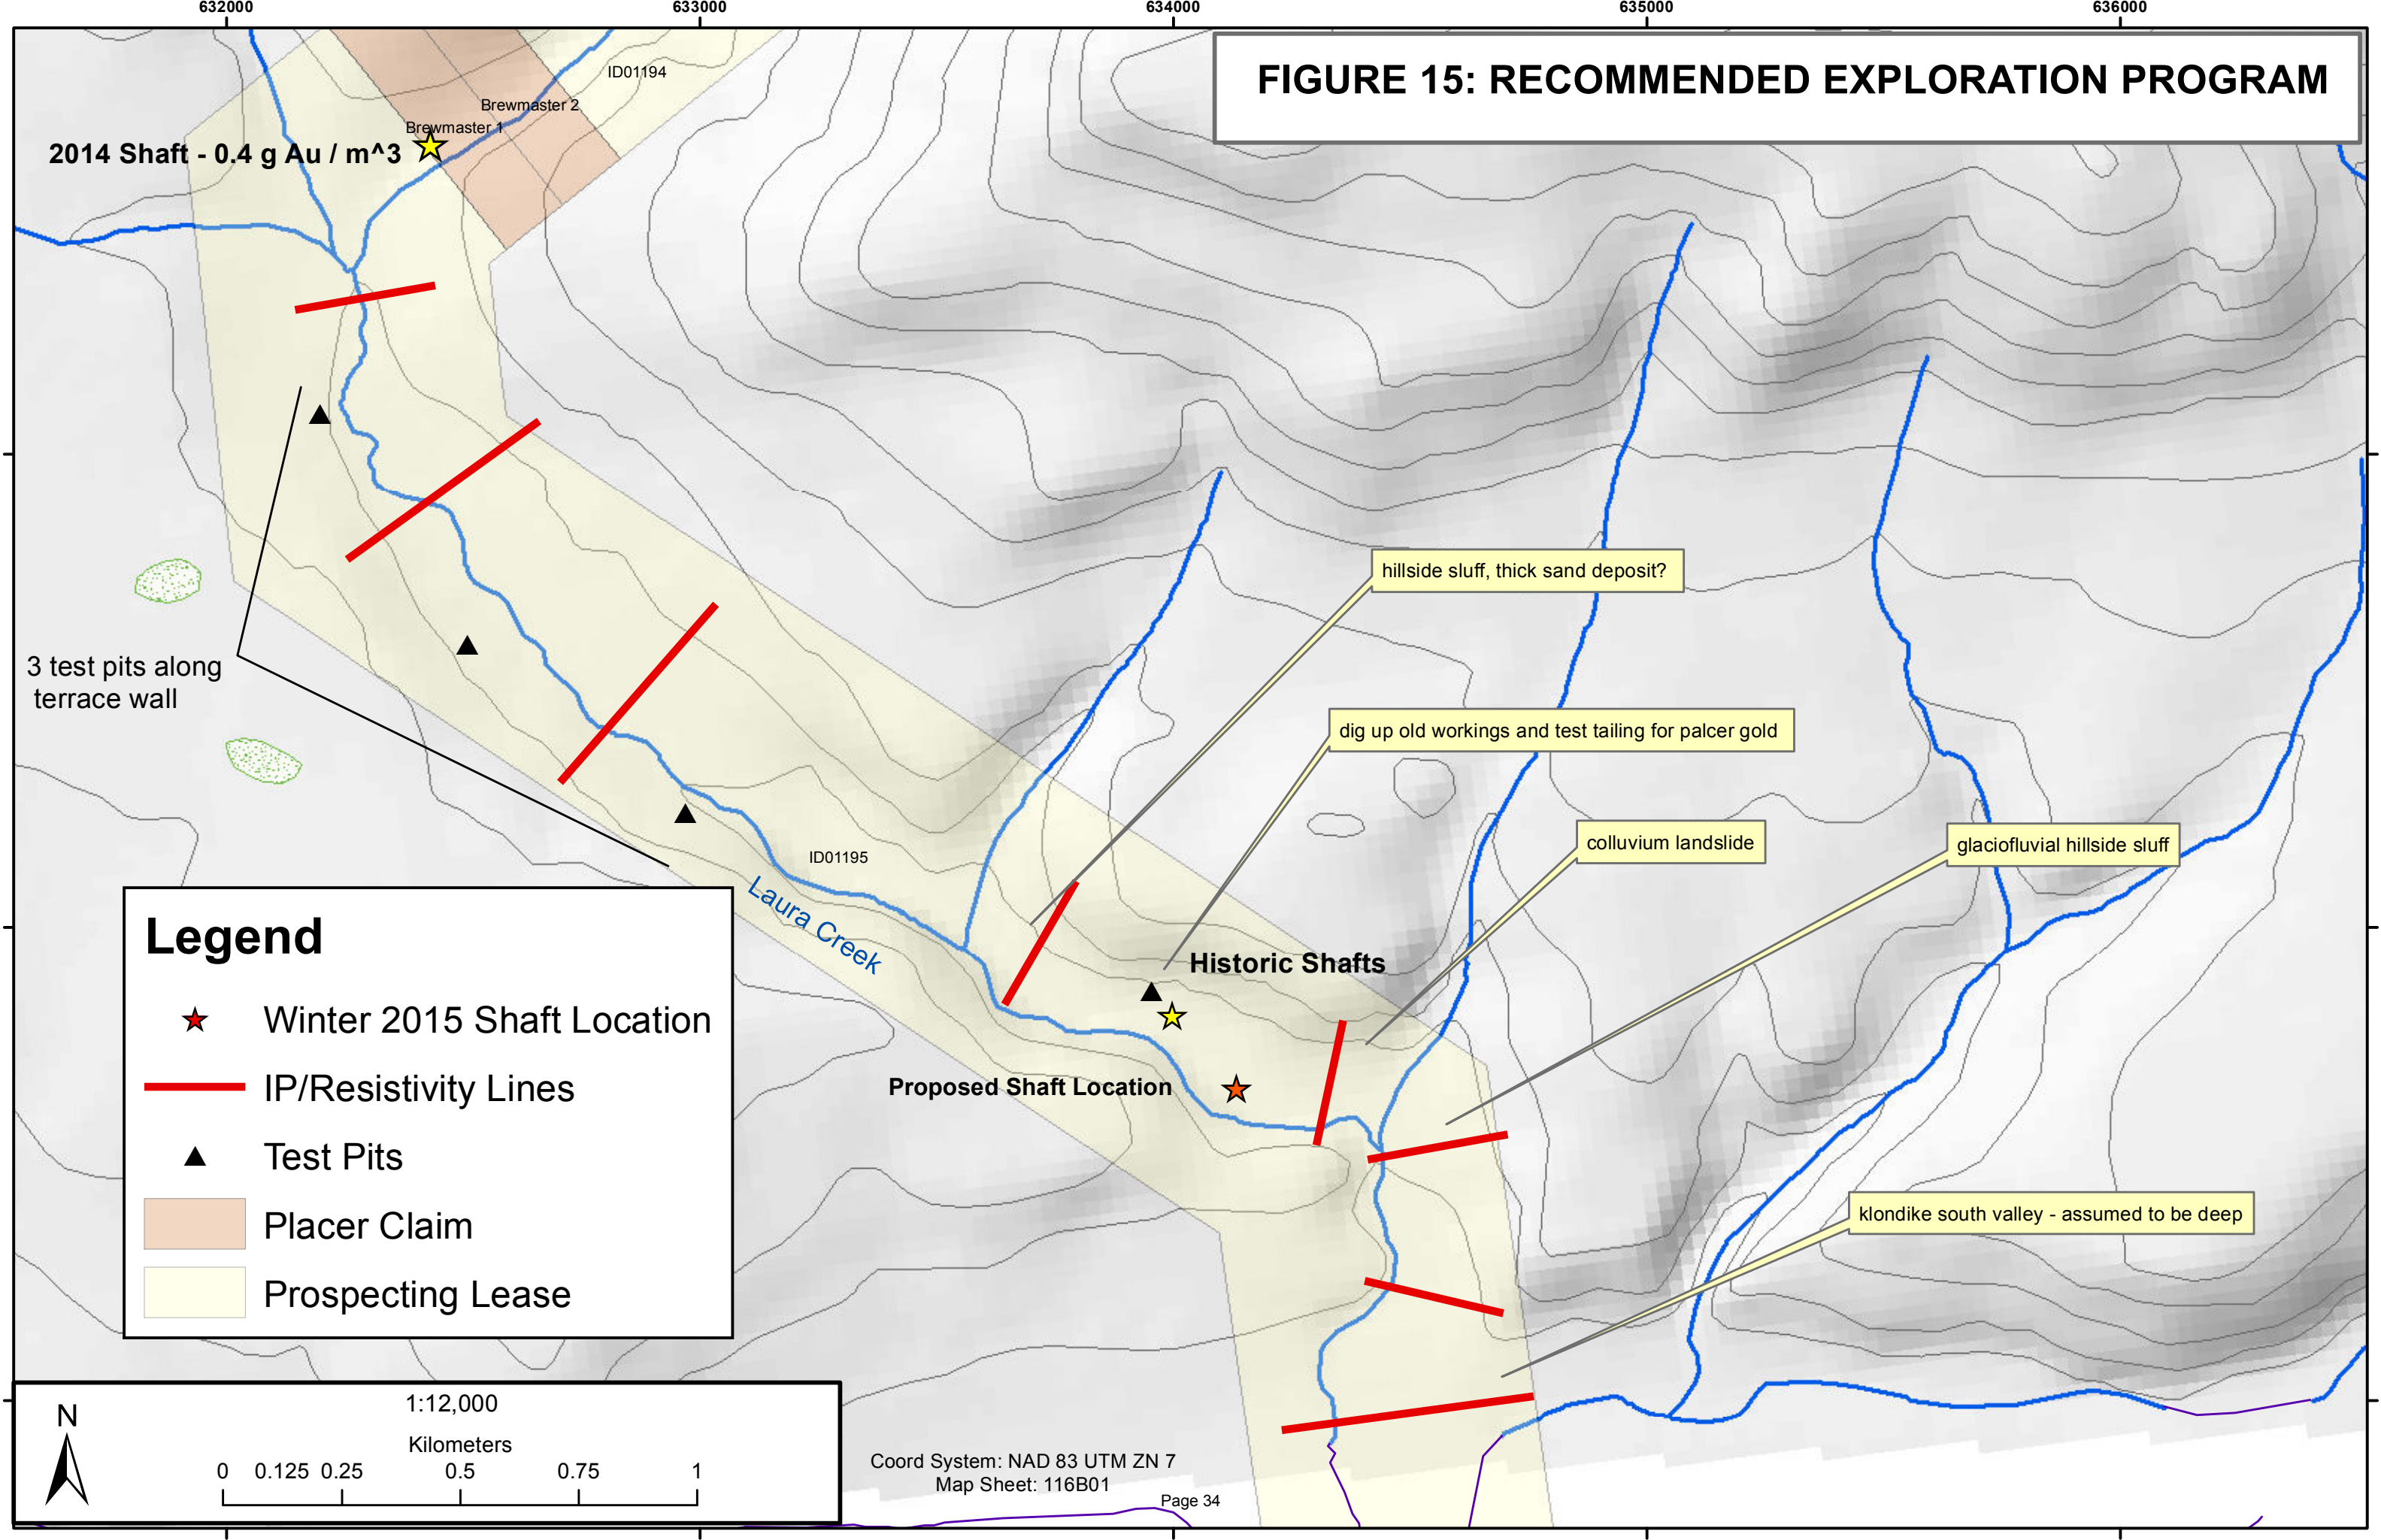 632000
633000
634000
635000
636000
FIGURE 15: RECOMMENDED EXPLORATION PROGRAM
ID01194
Brewmaster 2
Brewmaster 1
2014 Shaft - 0.4 g Au / m^3
hillside sluff, thick sand deposit?
3 test pits along
terrace wall
dig up old workings and test tailing for palcer gold
colluvium landslide
glaciofluvial hillside sluff
ID01195
Laura Creek
Historic Shafts
Proposed Shaft Location
klondike south valley - assumed to be deep
Legend
Winter 2015 Shaft Location
IP/Resistivity Lines
Test Pits
Placer Claim
Prospecting Lease
N
1:12,000
Kilometers
0 0.125 0.25 0.5 0.75 1
Coord System: NAD 83 UTM ZN 7
Map Sheet: 116B01
Page 34